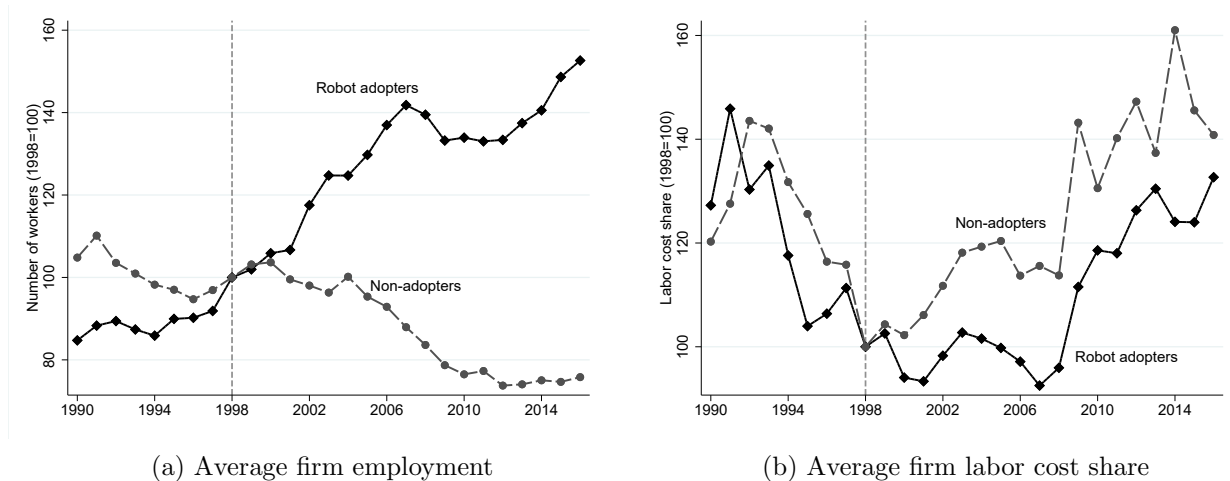 Number of workers (1998=100)
160
140
120
100
80
Robot adopters
Non-adopters
1990 1994 1998 2002 2006 2010 2014
(a) Average firm employment
Labor cost share (1998=100)
160
140
120
100
Non-adopters
Robot adopters
1990 1994 1998 2002 2006 2010 2014
(b) Average firm labor cost share